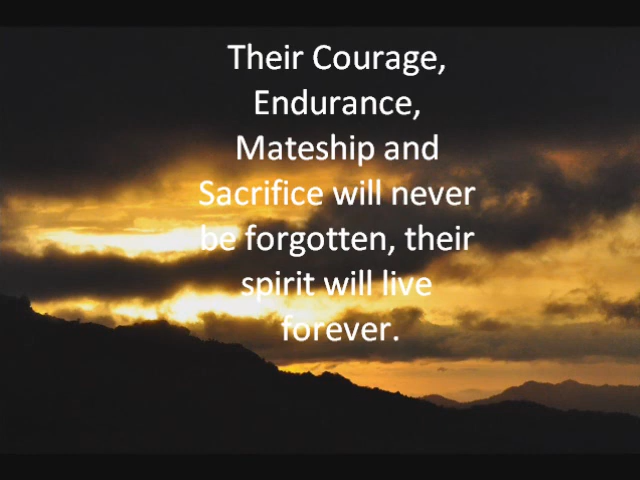 Their Courage,
Endurance,
Mateship and
Sacrifice will never
be forgotten, their
spirit will live
forever.